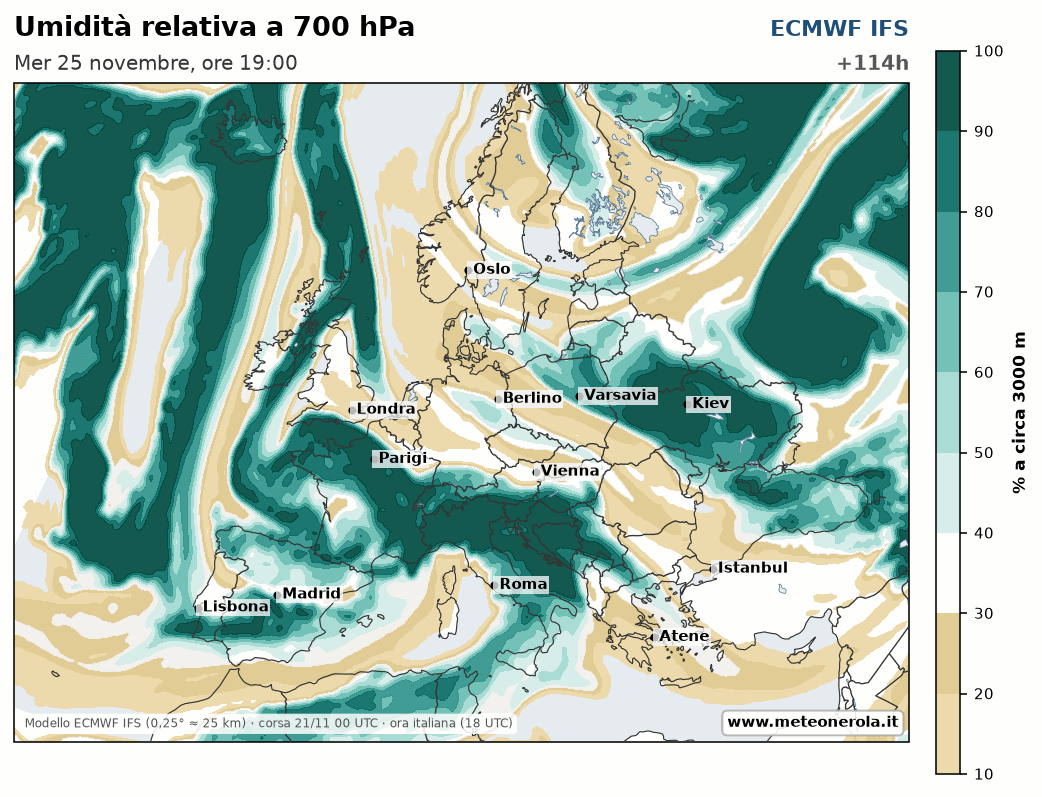 Umidità relativa a 700 hPa
ECMWF IFS
Mer 25 novembre, ore 19:00
+114h
100
90
80
70
60
50
40
30
20
10
% a circa 3000 m
Oslo
Berlino
Varsavia
Kiev
Londra
Parigi
Vienna
Istanbul
Roma
Madrid
Lisbona
Atene
Modello ECMWF IFS (0,25° ≈ 25 km) · corsa 21/11 00 UTC · ora italiana (18 UTC)
www.meteonerola.it